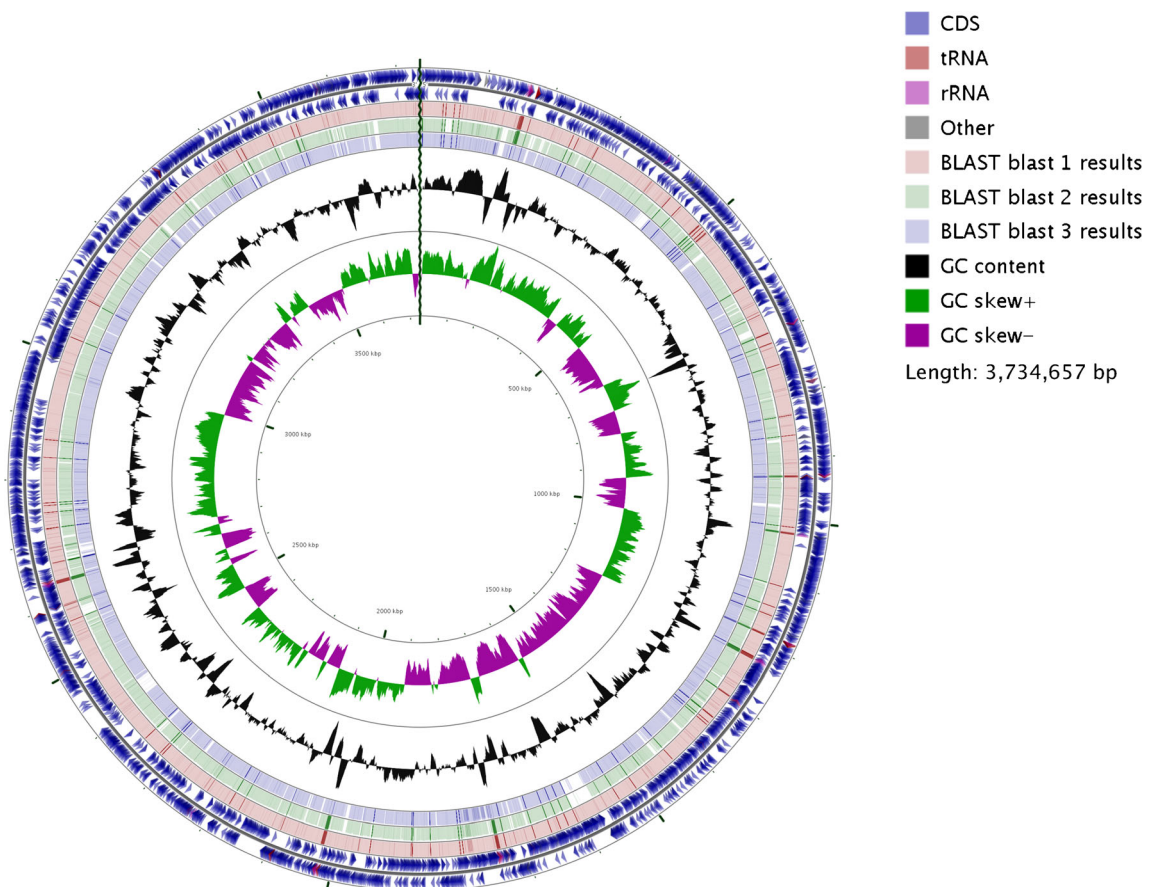 CDS
tRNA
rRNA
Other
BLAST blast 1 results
BLAST blast 2 results
BLAST blast 3 results
GC content
GC skew+
GC skew−
Length: 3,734,657 bp
3500 kbp
500 kbp
3000 kbp
1000 kbp
2500 kbp
1500 kbp
2000 kbp